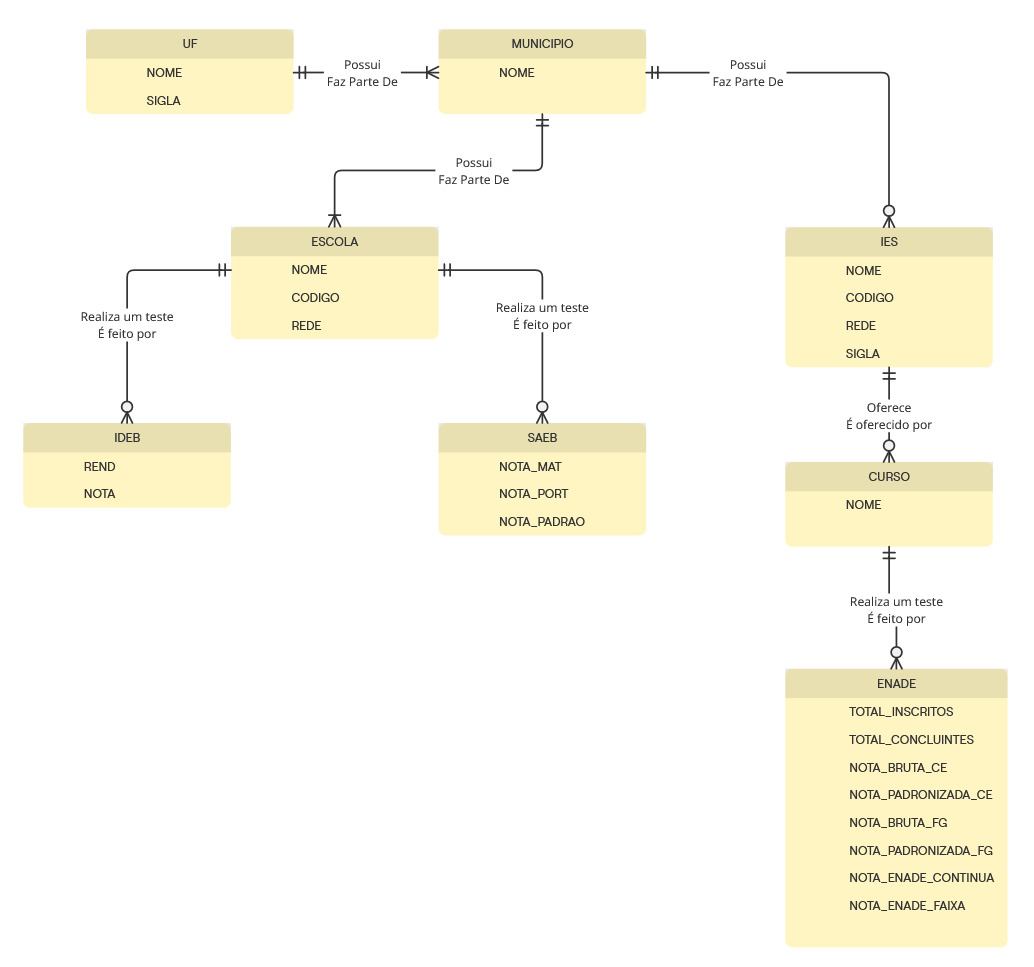 UF
NOME
SIGLA
Possui
Faz Parte De
MUNICIPIO
NOME
Possui
Faz Parte De
Possui
Faz Parte De
ESCOLA
NOME
CODIGO
REDE
IES
NOME
CODIGO
REDE
SIGLA
Realiza um teste
É feito por
Realiza um teste
É feito por
Oferece
É oferecido por
IDEB
REND
NOTA
SAEB
NOTA_MAT
NOTA_PORT
NOTA_PADRAO
CURSO
NOME
Realiza um teste
É feito por
ENADE
TOTAL_INSCRITOS
TOTAL_CONCLUINTES
NOTA_BRUTA_CE
NOTA_PADRONIZADA_CE
NOTA_BRUTA_FG
NOTA_PADRONIZADA_FG
NOTA_ENADE_CONTINUA
NOTA_ENADE_FAIXA